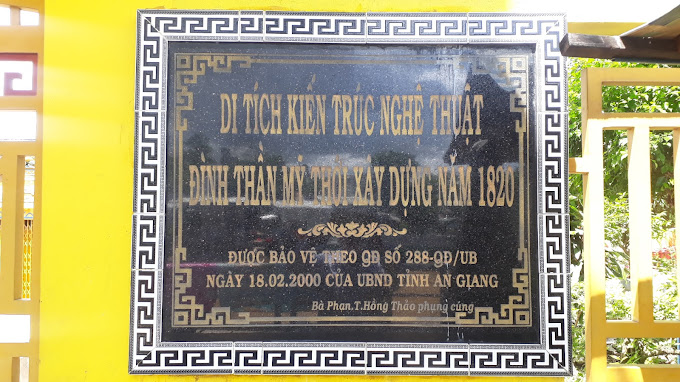 DI TÍCH KIẾN TRÚC NGHỆ THUẬT
ĐÌNH THẦN MỸ THỚI XÂY DỰNG NĂM 1820
ĐƯỢC BẢO VỆ THEO QĐ SỐ 288-QĐ/UB
NGÀY 18.02.2000 CỦA UBND TỈNH AN GIANG
Bà Phan.T.Hồng Thảo phụng cúng